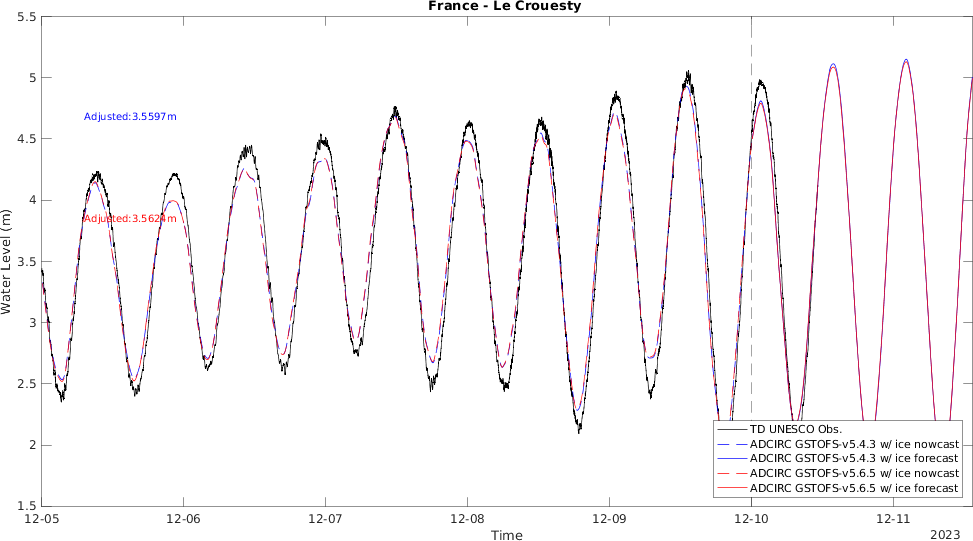 France - Le Crouesty
5.5
5
4.5
4
3.5
3
2.5
2
1.5
Water Level (m)
Adjusted:3.5597m
Adjusted:3.5624m
TD UNESCO Obs.
ADCIRC GSTOFS-v5.4.3 w/ ice nowcast
ADCIRC GSTOFS-v5.4.3 w/ ice forecast
ADCIRC GSTOFS-v5.6.5 w/ ice nowcast
ADCIRC GSTOFS-v5.6.5 w/ ice forecast
12-05 12-06 12-07 12-08 12-09 12-10 12-11
Time
2023